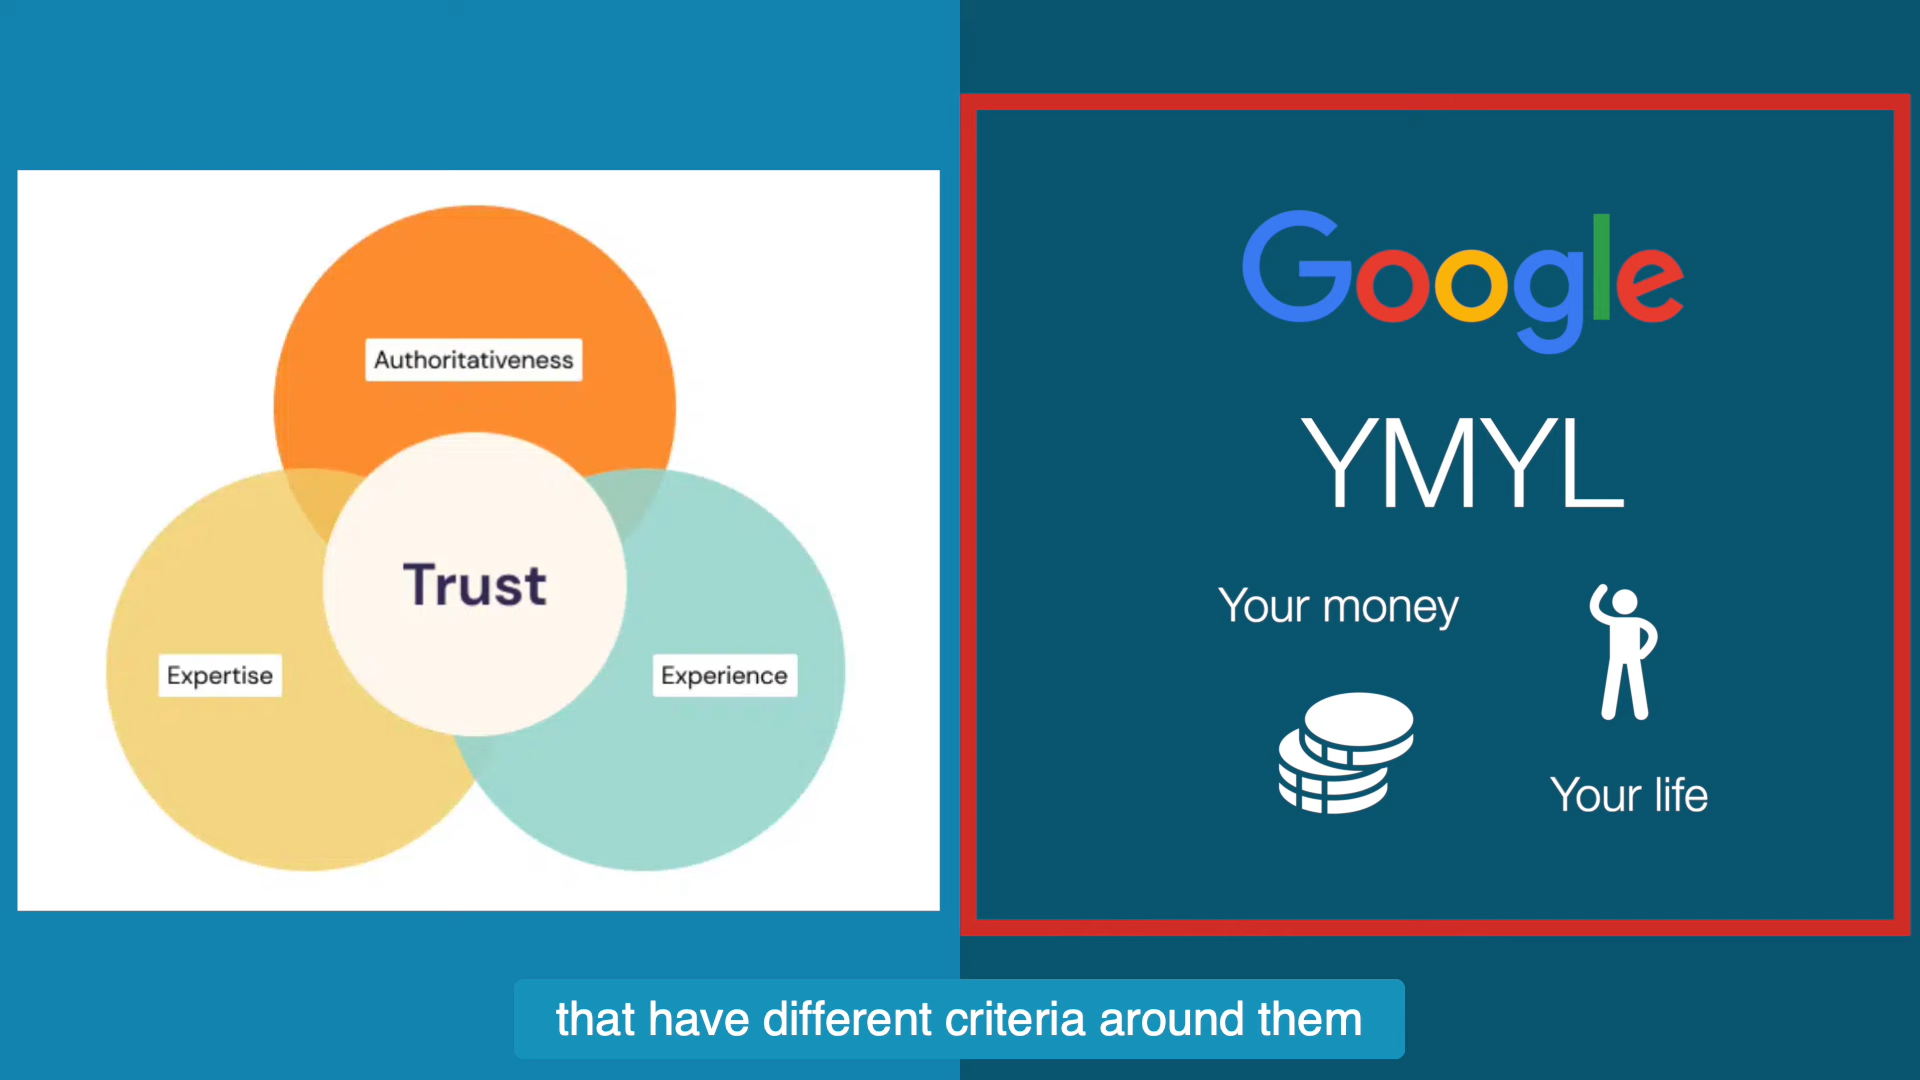 Authoritativeness
Trust
Expertise
Experience
Google
YMYL
Your money
Your life
that have different criteria around them